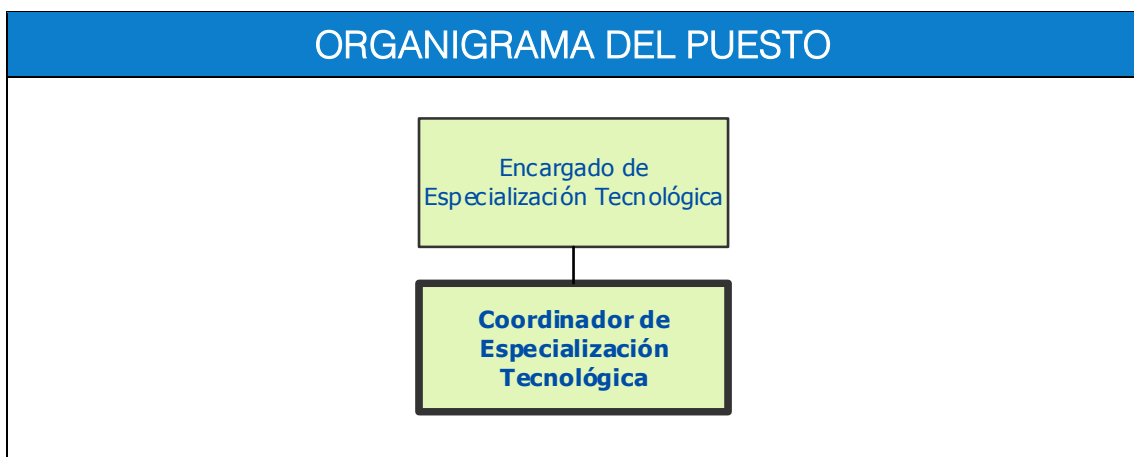 ORGANIGRAMA DEL PUESTO
Encargado de
Especialización Tecnológica
Coordinador de
Especialización
Tecnológica